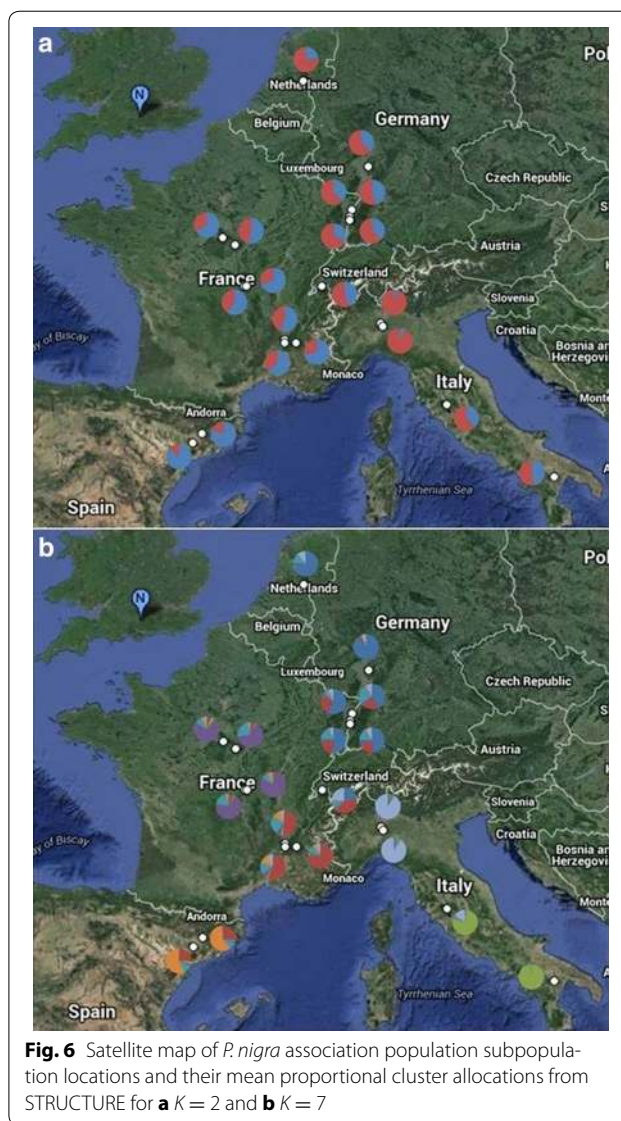 a
Pol
N
Netherlands
Belgium
Germany
Luxembourg
Czech Republic
Austria
France
Switzerland
Slovenia
Croatia
ay of Biscay
Bosnia an
Herzegovi
Monaco
Italy
Mont
Andorra
Tyrrhenian Sea
Spain
b
Pol
N
Netherlands
Belgium
Germany
Luxembourg
Czech Republic
Austria
France
Switzerland
Slovenia
Croatia
ay of Biscay
Bosnia an
Herzegovi
Monaco
Italy
Mont
Andorra
Tyrrhenian Sea
Spain
Fig. 6 Satellite map of P. nigra association population subpopula-
tion locations and their mean proportional cluster allocations from
STRUCTURE for a K = 2 and b K = 7